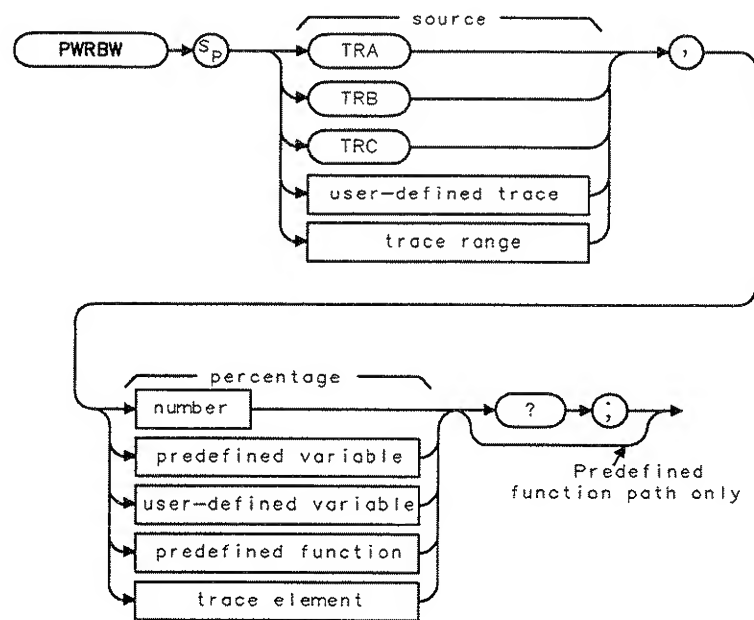 source
PWRBW
SP
TRA
,
TRB
TRC
user-defined trace
trace range
percentage
number
?
;
predefined variable
Predefined
function path only
user-defined variable
predefined function
trace element